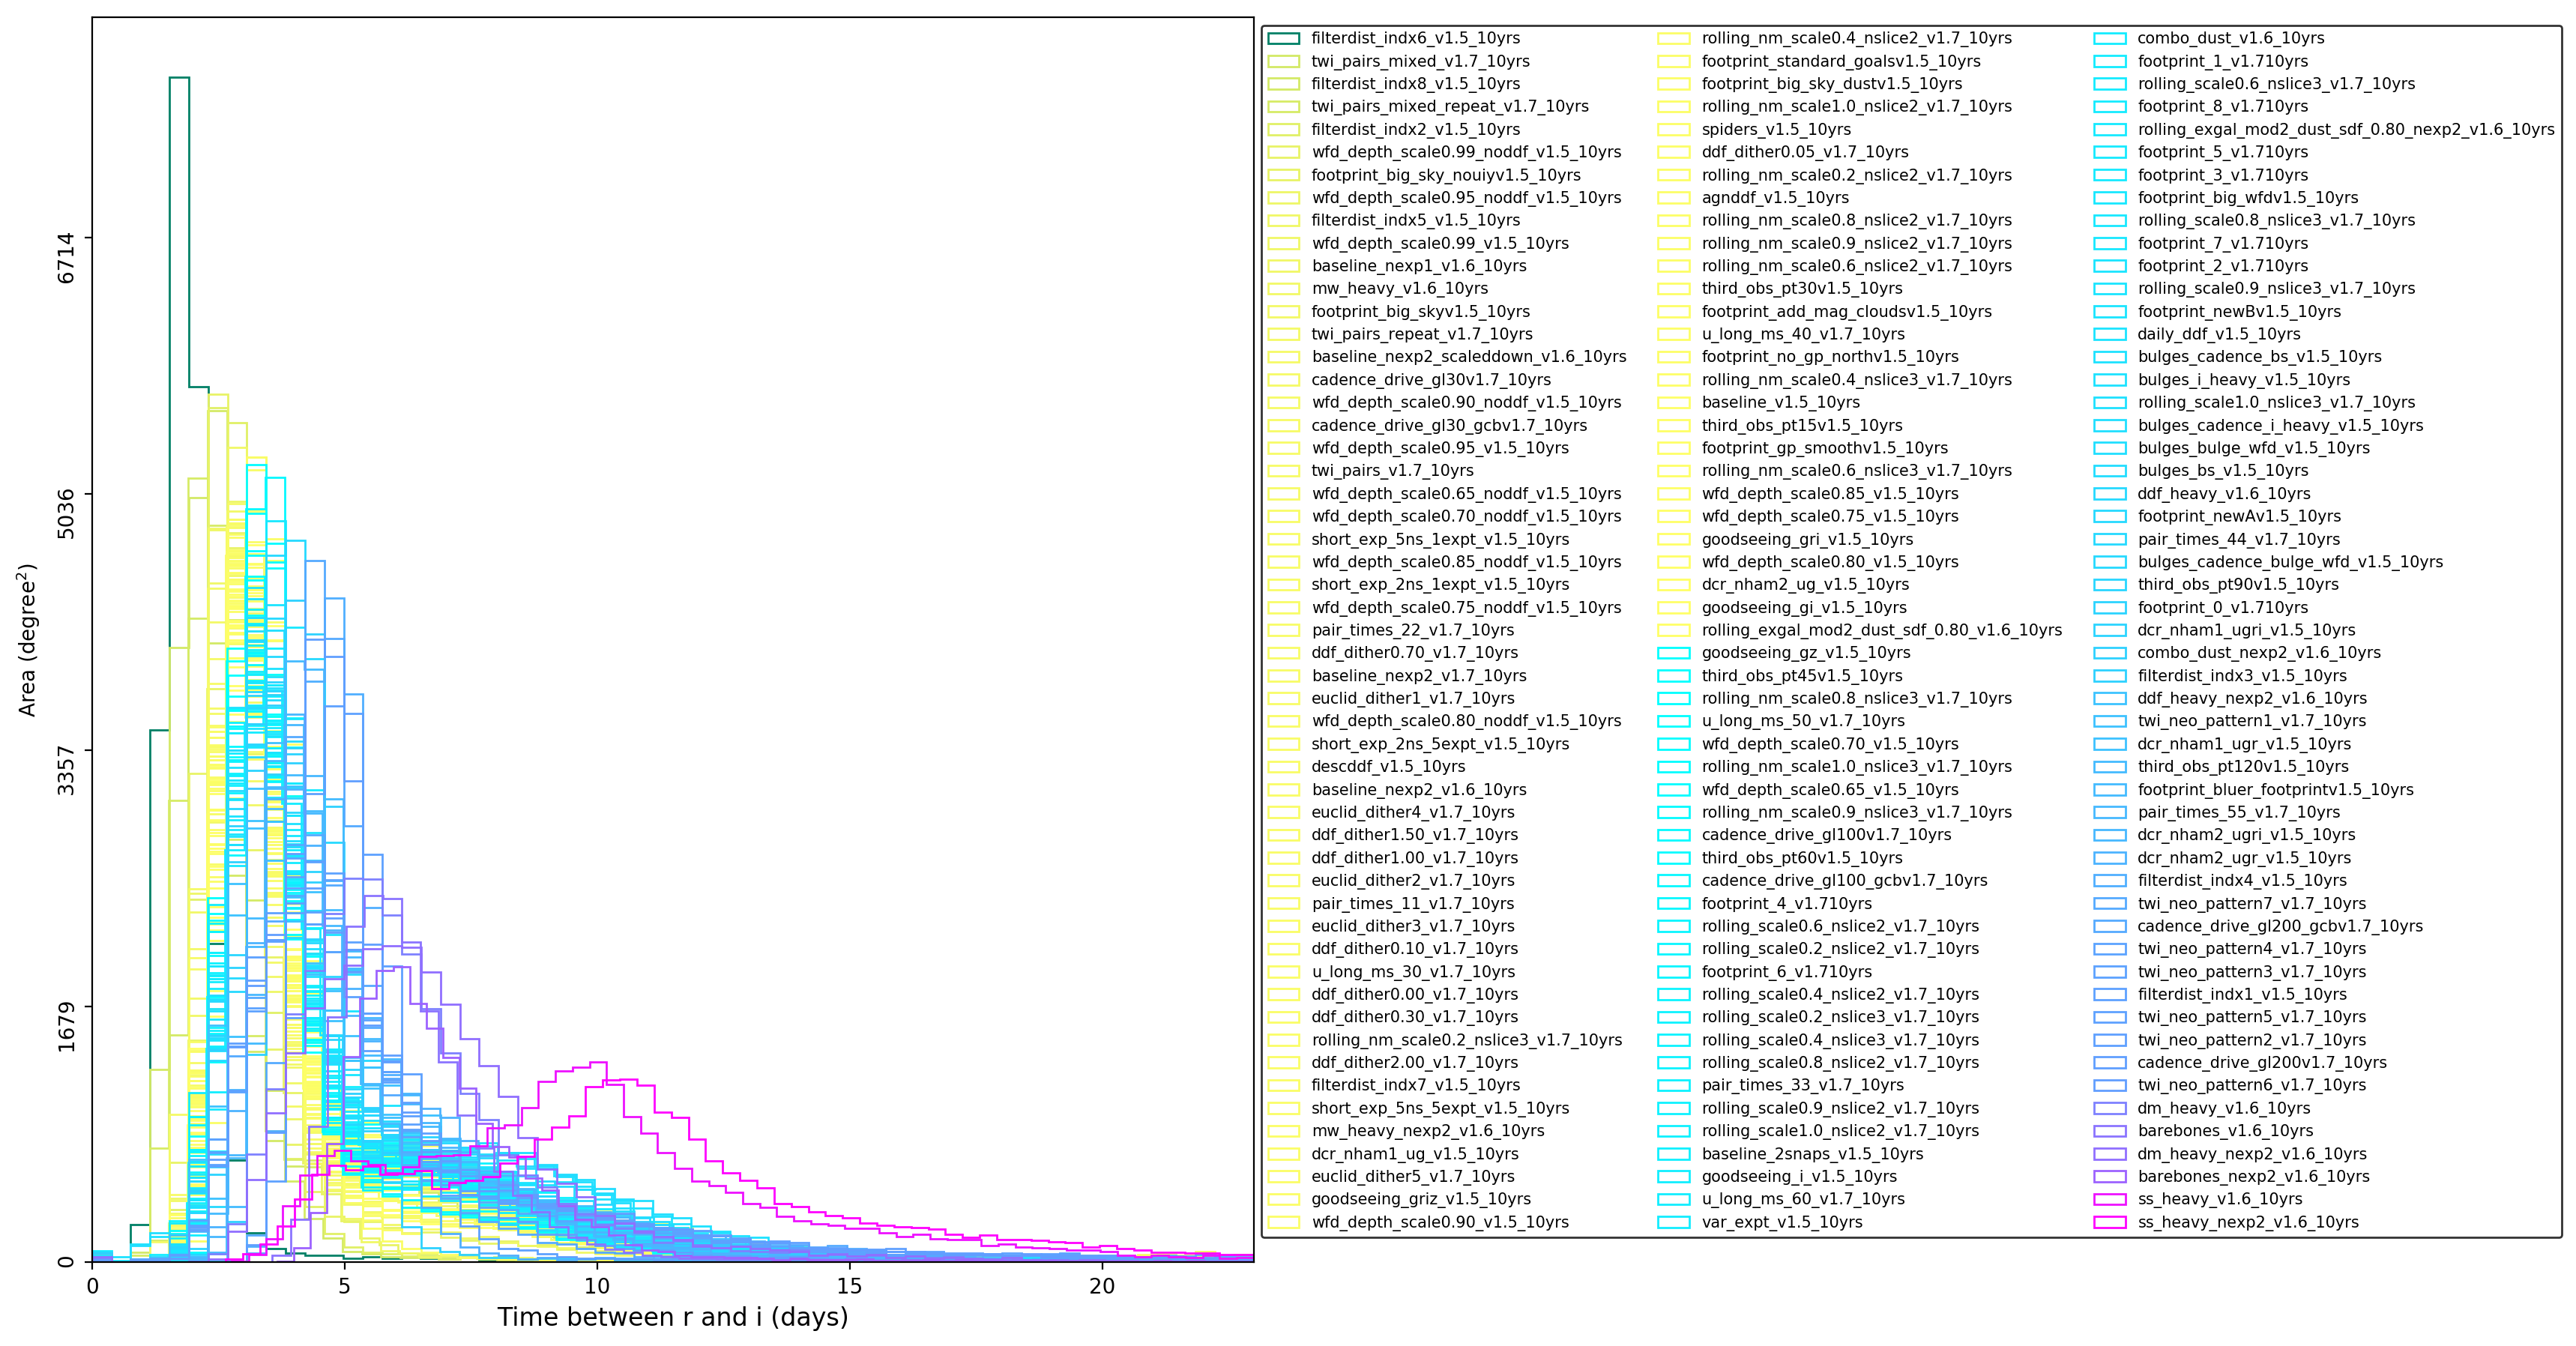 6714
5036
3357
1679
0
Area (degree²)
0 5 10 15 20
Time between r and i (days)
filterdist_indx6_v1.5_10yrs
twi_pairs_mixed_v1.7_10yrs
filterdist_indx8_v1.5_10yrs
twi_pairs_mixed_repeat_v1.7_10yrs
filterdist_indx2_v1.5_10yrs
wfd_depth_scale0.99_noddf_v1.5_10yrs
footprint_big_sky_nouiyv1.5_10yrs
wfd_depth_scale0.95_noddf_v1.5_10yrs
filterdist_indx5_v1.5_10yrs
wfd_depth_scale0.99_v1.5_10yrs
baseline_nexp1_v1.6_10yrs
mw_heavy_v1.6_10yrs
footprint_big_skyv1.5_10yrs
twi_pairs_repeat_v1.7_10yrs
baseline_nexp2_scaleddown_v1.6_10yrs
cadence_drive_gl30v1.7_10yrs
wfd_depth_scale0.90_noddf_v1.5_10yrs
cadence_drive_gl30_gcbv1.7_10yrs
wfd_depth_scale0.95_v1.5_10yrs
twi_pairs_v1.7_10yrs
wfd_depth_scale0.65_noddf_v1.5_10yrs
wfd_depth_scale0.70_noddf_v1.5_10yrs
short_exp_5ns_1expt_v1.5_10yrs
wfd_depth_scale0.85_noddf_v1.5_10yrs
short_exp_2ns_1expt_v1.5_10yrs
wfd_depth_scale0.75_noddf_v1.5_10yrs
pair_times_22_v1.7_10yrs
ddf_dither0.70_v1.7_10yrs
baseline_nexp2_v1.7_10yrs
euclid_dither1_v1.7_10yrs
wfd_depth_scale0.80_noddf_v1.5_10yrs
short_exp_2ns_5expt_v1.5_10yrs
descddf_v1.5_10yrs
baseline_nexp2_v1.6_10yrs
euclid_dither4_v1.7_10yrs
ddf_dither1.50_v1.7_10yrs
ddf_dither1.00_v1.7_10yrs
euclid_dither2_v1.7_10yrs
pair_times_11_v1.7_10yrs
euclid_dither3_v1.7_10yrs
ddf_dither0.10_v1.7_10yrs
u_long_ms_30_v1.7_10yrs
ddf_dither0.00_v1.7_10yrs
ddf_dither0.30_v1.7_10yrs
rolling_nm_scale0.2_nslice3_v1.7_10yrs
ddf_dither2.00_v1.7_10yrs
filterdist_indx7_v1.5_10yrs
short_exp_5ns_5expt_v1.5_10yrs
mw_heavy_nexp2_v1.6_10yrs
dcr_nham1_ug_v1.5_10yrs
euclid_dither5_v1.7_10yrs
goodseeing_griz_v1.5_10yrs
wfd_depth_scale0.90_v1.5_10yrs
rolling_nm_scale0.4_nslice2_v1.7_10yrs
footprint_standard_goalsv1.5_10yrs
footprint_big_sky_dustv1.5_10yrs
rolling_nm_scale1.0_nslice2_v1.7_10yrs
spiders_v1.5_10yrs
ddf_dither0.05_v1.7_10yrs
rolling_nm_scale0.2_nslice2_v1.7_10yrs
agnddf_v1.5_10yrs
rolling_nm_scale0.8_nslice2_v1.7_10yrs
rolling_nm_scale0.9_nslice2_v1.7_10yrs
rolling_nm_scale0.6_nslice2_v1.7_10yrs
third_obs_pt30v1.5_10yrs
footprint_add_mag_cloudsv1.5_10yrs
u_long_ms_40_v1.7_10yrs
footprint_no_gp_northv1.5_10yrs
rolling_nm_scale0.4_nslice3_v1.7_10yrs
baseline_v1.5_10yrs
third_obs_pt15v1.5_10yrs
footprint_gp_smoothv1.5_10yrs
rolling_nm_scale0.6_nslice3_v1.7_10yrs
wfd_depth_scale0.85_v1.5_10yrs
wfd_depth_scale0.75_v1.5_10yrs
goodseeing_gri_v1.5_10yrs
wfd_depth_scale0.80_v1.5_10yrs
dcr_nham2_ug_v1.5_10yrs
goodseeing_gi_v1.5_10yrs
rolling_exgal_mod2_dust_sdf_0.80_v1.6_10yrs
goodseeing_gz_v1.5_10yrs
third_obs_pt45v1.5_10yrs
rolling_nm_scale0.8_nslice3_v1.7_10yrs
u_long_ms_50_v1.7_10yrs
wfd_depth_scale0.70_v1.5_10yrs
rolling_nm_scale1.0_nslice3_v1.7_10yrs
wfd_depth_scale0.65_v1.5_10yrs
rolling_nm_scale0.9_nslice3_v1.7_10yrs
cadence_drive_gl100v1.7_10yrs
third_obs_pt60v1.5_10yrs
cadence_drive_gl100_gcbv1.7_10yrs
footprint_4_v1.710yrs
rolling_scale0.6_nslice2_v1.7_10yrs
rolling_scale0.2_nslice2_v1.7_10yrs
footprint_6_v1.710yrs
rolling_scale0.4_nslice2_v1.7_10yrs
rolling_scale0.2_nslice3_v1.7_10yrs
rolling_scale0.4_nslice3_v1.7_10yrs
rolling_scale0.8_nslice2_v1.7_10yrs
pair_times_33_v1.7_10yrs
rolling_scale0.9_nslice2_v1.7_10yrs
rolling_scale1.0_nslice2_v1.7_10yrs
baseline_2snaps_v1.5_10yrs
goodseeing_i_v1.5_10yrs
u_long_ms_60_v1.7_10yrs
var_expt_v1.5_10yrs
combo_dust_v1.6_10yrs
footprint_1_v1.710yrs
rolling_scale0.6_nslice3_v1.7_10yrs
footprint_8_v1.710yrs
rolling_exgal_mod2_dust_sdf_0.80_nexp2_v1.6_10yrs
footprint_5_v1.710yrs
footprint_3_v1.710yrs
footprint_big_wfdv1.5_10yrs
rolling_scale0.8_nslice3_v1.7_10yrs
footprint_7_v1.710yrs
footprint_2_v1.710yrs
rolling_scale0.9_nslice3_v1.7_10yrs
footprint_newBv1.5_10yrs
daily_ddf_v1.5_10yrs
bulges_cadence_bs_v1.5_10yrs
bulges_i_heavy_v1.5_10yrs
rolling_scale1.0_nslice3_v1.7_10yrs
bulges_cadence_i_heavy_v1.5_10yrs
bulges_bulge_wfd_v1.5_10yrs
bulges_bs_v1.5_10yrs
ddf_heavy_v1.6_10yrs
footprint_newAv1.5_10yrs
pair_times_44_v1.7_10yrs
bulges_cadence_bulge_wfd_v1.5_10yrs
third_obs_pt90v1.5_10yrs
footprint_0_v1.710yrs
dcr_nham1_ugri_v1.5_10yrs
combo_dust_nexp2_v1.6_10yrs
filterdist_indx3_v1.5_10yrs
ddf_heavy_nexp2_v1.6_10yrs
twi_neo_pattern1_v1.7_10yrs
dcr_nham1_ugr_v1.5_10yrs
third_obs_pt120v1.5_10yrs
footprint_bluer_footprintv1.5_10yrs
pair_times_55_v1.7_10yrs
dcr_nham2_ugri_v1.5_10yrs
dcr_nham2_ugr_v1.5_10yrs
filterdist_indx4_v1.5_10yrs
twi_neo_pattern7_v1.7_10yrs
cadence_drive_gl200_gcbv1.7_10yrs
twi_neo_pattern4_v1.7_10yrs
twi_neo_pattern3_v1.7_10yrs
filterdist_indx1_v1.5_10yrs
twi_neo_pattern5_v1.7_10yrs
twi_neo_pattern2_v1.7_10yrs
cadence_drive_gl200v1.7_10yrs
twi_neo_pattern6_v1.7_10yrs
dm_heavy_v1.6_10yrs
barebones_v1.6_10yrs
dm_heavy_nexp2_v1.6_10yrs
barebones_nexp2_v1.6_10yrs
ss_heavy_v1.6_10yrs
ss_heavy_nexp2_v1.6_10yrs